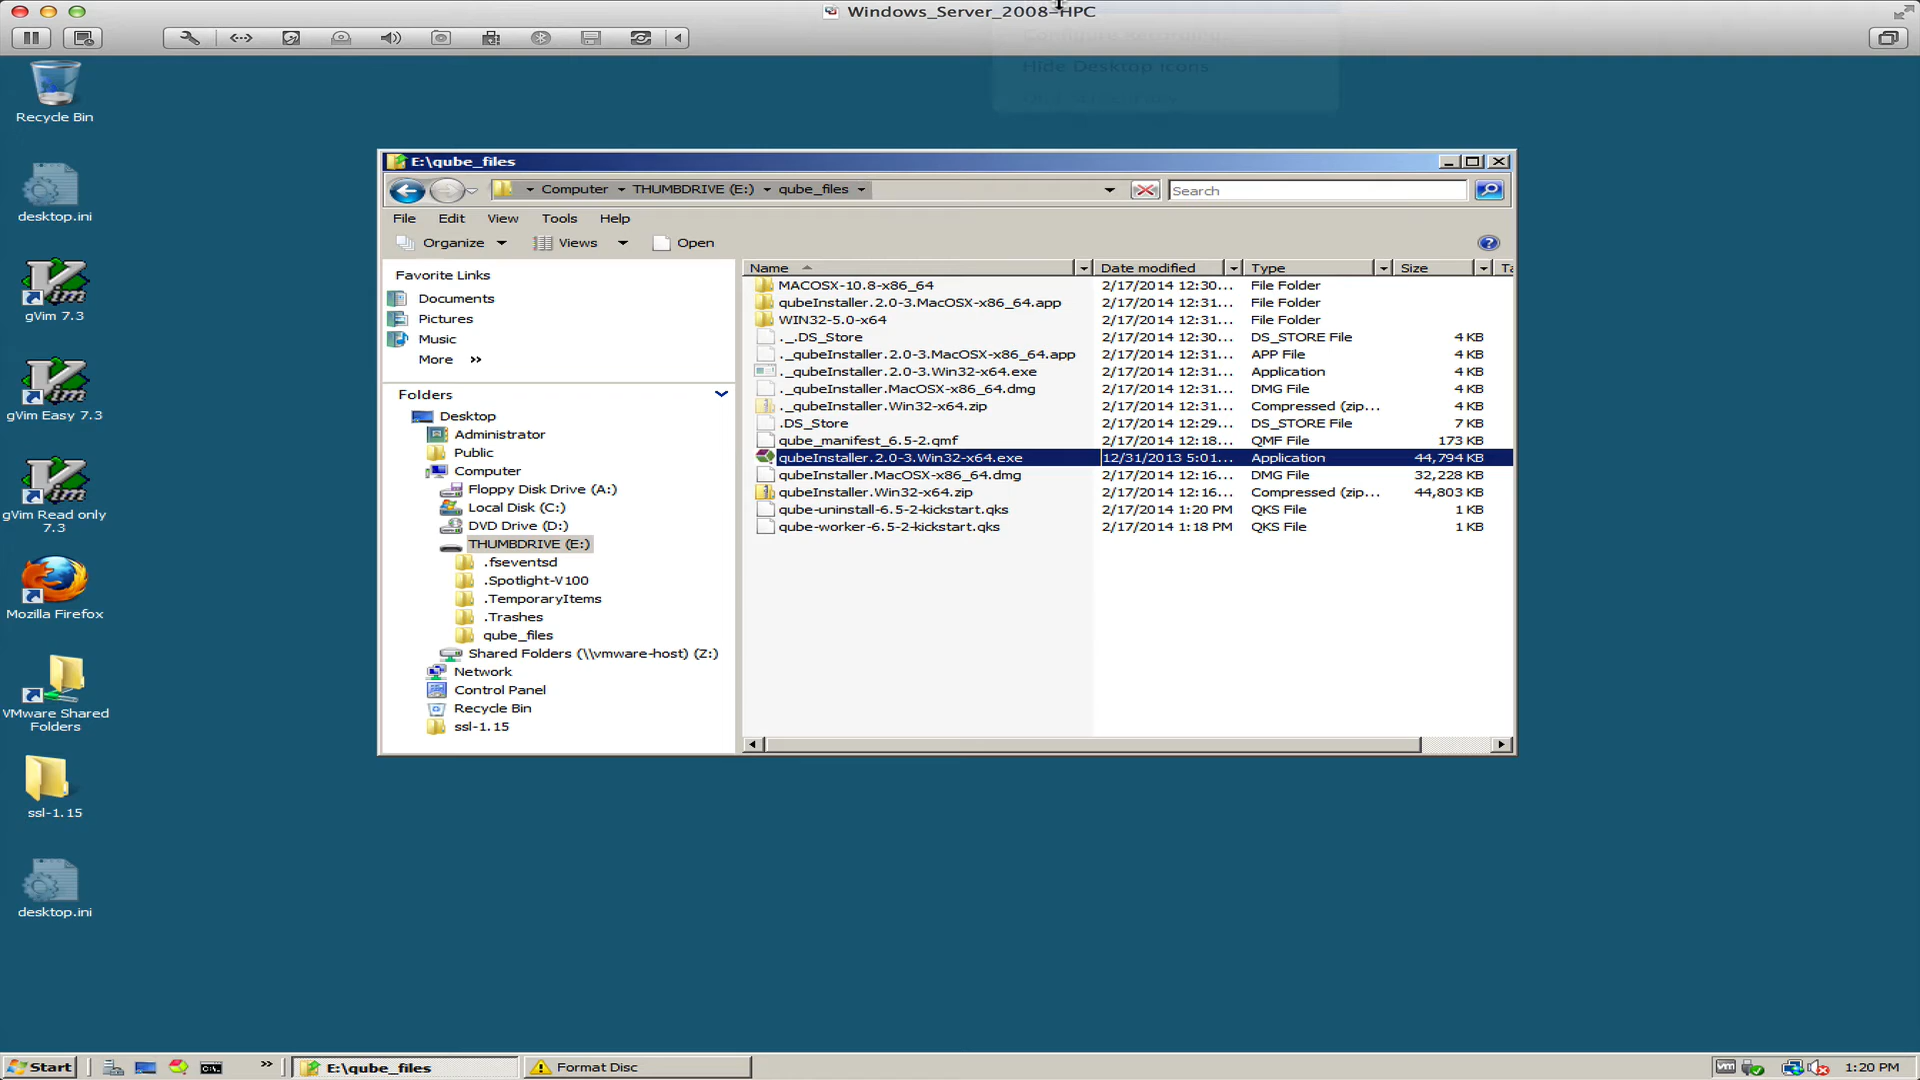 Windows_Server_2008-HPC
Hide Desktop Icons
Recycle Bin
desktop.ini
gVim 7.3
gVim Easy 7.3
gVim Read only
7.3
Mozilla Firefox
VMware Shared
Folders
ssl-1.15
desktop.ini
E:\qube_files
Computer THUMBDRIVE (E:) qube_files
Search
File Edit View Tools Help
Organize Views Open
Favorite Links
Documents
Pictures
Music
More »
Folders
Desktop
Administrator
Public
Computer
Floppy Disk Drive (A:)
Local Disk (C:)
DVD Drive (D:)
THUMBDRIVE (E:)
.fseventsd
.Spotlight-V100
.TemporaryItems
.Trashes
qube_files
Shared Folders (\\vmware-host) (Z:)
Network
Control Panel
Recycle Bin
ssl-1.15
Name Date modified Type Size Ta
MACOSX-10.8-x86_64 2/17/2014 12:30... File Folder
qubeInstaller.2.0-3.MacOSX-x86_64.app 2/17/2014 12:31... File Folder
WIN32-5.0-x64 2/17/2014 12:31... File Folder
._.DS_Store 2/17/2014 12:30... DS_STORE File 4 KB
._qubeInstaller.2.0-3.MacOSX-x86_64.app 2/17/2014 12:31... APP File 4 KB
._qubeInstaller.2.0-3.Win32-x64.exe 2/17/2014 12:31... Application 4 KB
._qubeInstaller.MacOSX-x86_64.dmg 2/17/2014 12:31... DMG File 4 KB
._qubeInstaller.Win32-x64.zip 2/17/2014 12:31... Compressed (zip... 4 KB
.DS_Store 2/17/2014 12:29... DS_STORE File 7 KB
qube_manifest_6.5-2.qmf 2/17/2014 12:18... QMF File 173 KB
qubeInstaller.2.0-3.Win32-x64.exe 12/31/2013 5:01... Application 44,794 KB
qubeInstaller.MacOSX-x86_64.dmg 2/17/2014 12:16... DMG File 32,228 KB
qubeInstaller.Win32-x64.zip 2/17/2014 12:16... Compressed (zip... 44,803 KB
qube-uninstall-6.5-2-kickstart.qks 2/17/2014 1:20 PM QKS File 1 KB
qube-worker-6.5-2-kickstart.qks 2/17/2014 1:18 PM QKS File 1 KB
Start » E:\qube_files Format Disc vm 1:20 PM